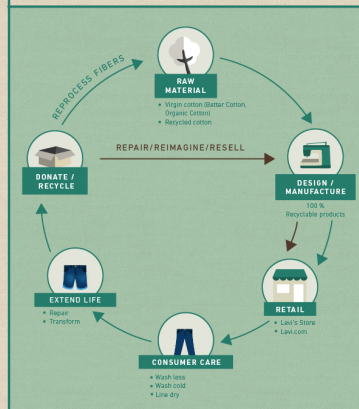 REPROCESS FIBERS
RAW
MATERIAL
• Virgin cotton (Better Cotton,
Organic Cotton)
• Recycled cotton
REPAIR/REIMAGINE/RESELL
DONATE /
RECYCLE
DESIGN /
MANUFACTURE
100 %
Recyclable products
EXTEND LIFE
• Repair
• Transform
RETAIL
• Levi's Store
• Levi.com
CONSUMER CARE
• Wash less
• Wash cold
• Line dry